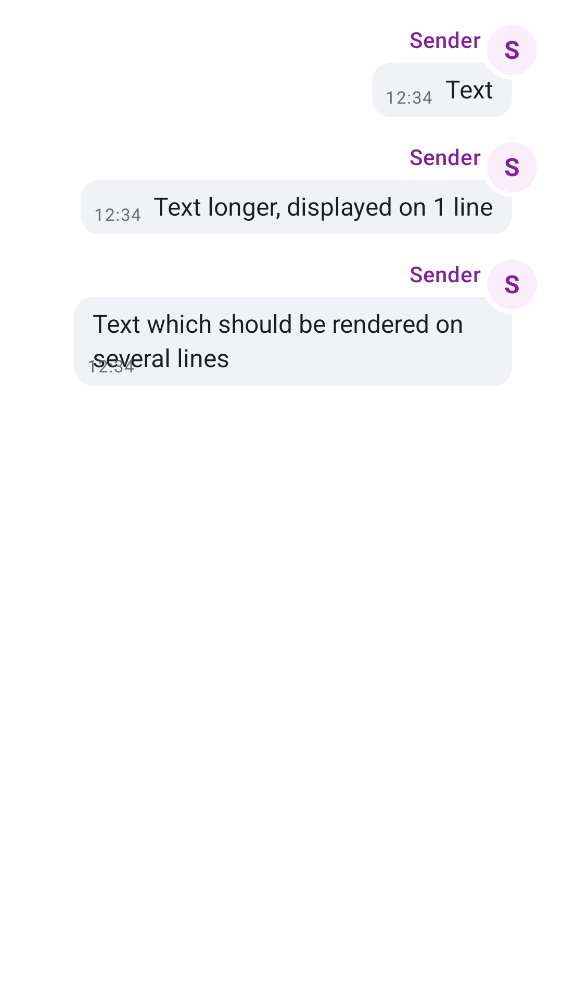 Sender
S
Text
12:34
Sender
S
Text longer, displayed on 1 line
12:34
Sender
S
Text which should be rendered on
several lines
12:34